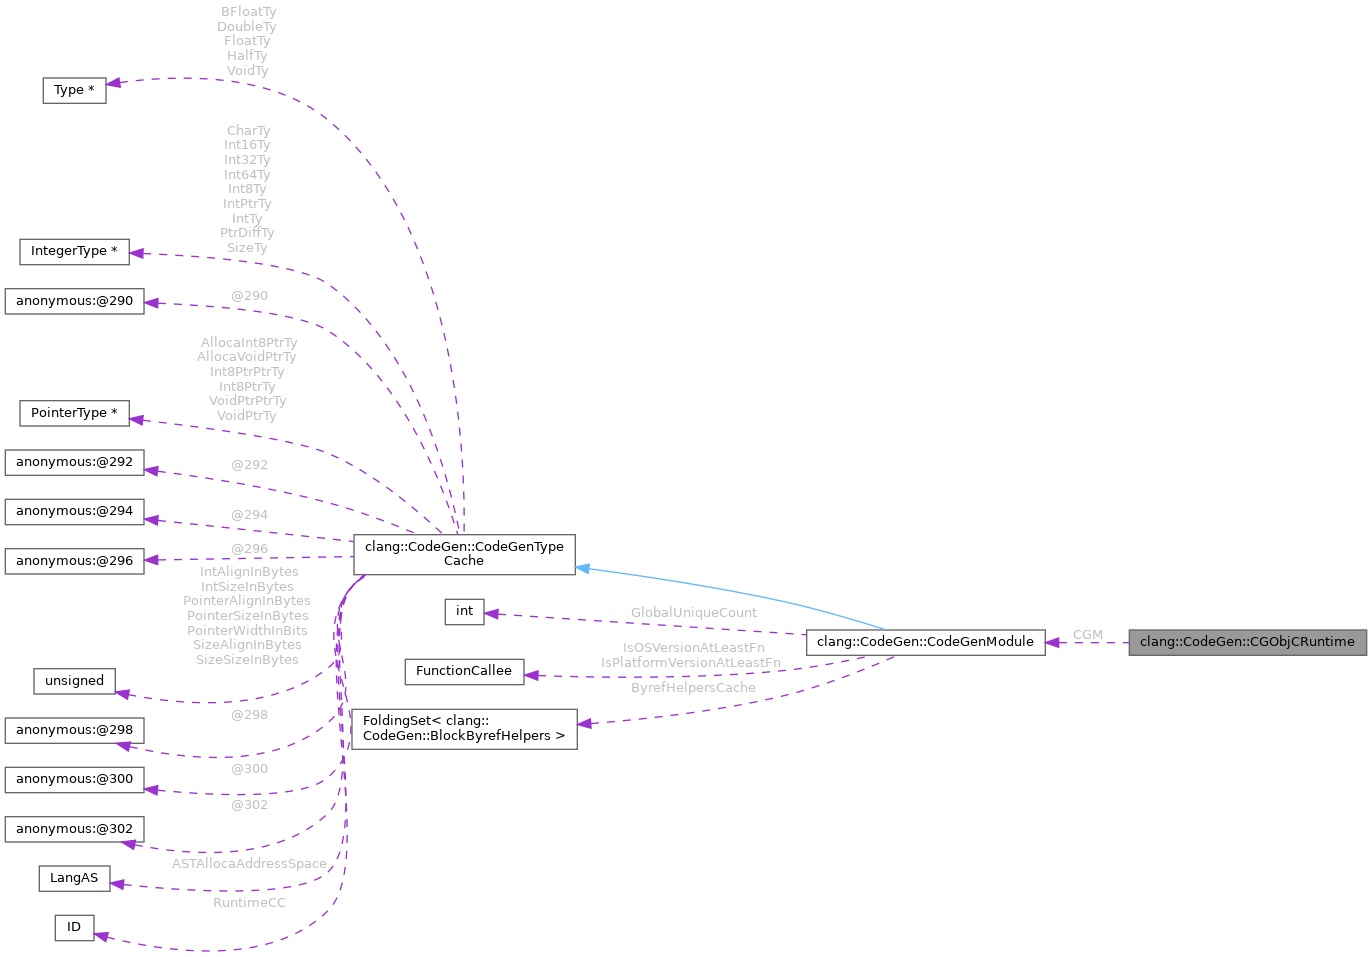 BFloatTy
DoubleTy
FloatTy
HalfTy
VoidTy
Type *
CharTy
Int16Ty
Int32Ty
Int64Ty
Int8Ty
IntPtrTy
IntTy
PtrDiffTy
SizeTy
IntegerType *
@290
anonymous:@290
AllocaInt8PtrTy
AllocaVoidPtrTy
Int8PtrPtrTy
Int8PtrTy
VoidPtrPtrTy
VoidPtrTy
PointerType *
@292
anonymous:@292
@294
anonymous:@294
@296
anonymous:@296
clang::CodeGen::CodeGenType
Cache
IntAlignInBytes
IntSizeInBytes
PointerAlignInBytes
PointerSizeInBytes
PointerWidthInBits
SizeAlignInBytes
SizeSizeInBytes
unsigned
int
GlobalUniqueCount
IsOSVersionAtLeastFn
IsPlatformVersionAtLeastFn
FunctionCallee
ByrefHelpersCache
FoldingSet< clang::
CodeGen::BlockByrefHelpers >
clang::CodeGen::CodeGenModule
CGM
clang::CodeGen::CGObjCRuntime
@298
anonymous:@298
@300
anonymous:@300
@302
anonymous:@302
ASTAllocaAddressSpace
LangAS
RuntimeCC
ID